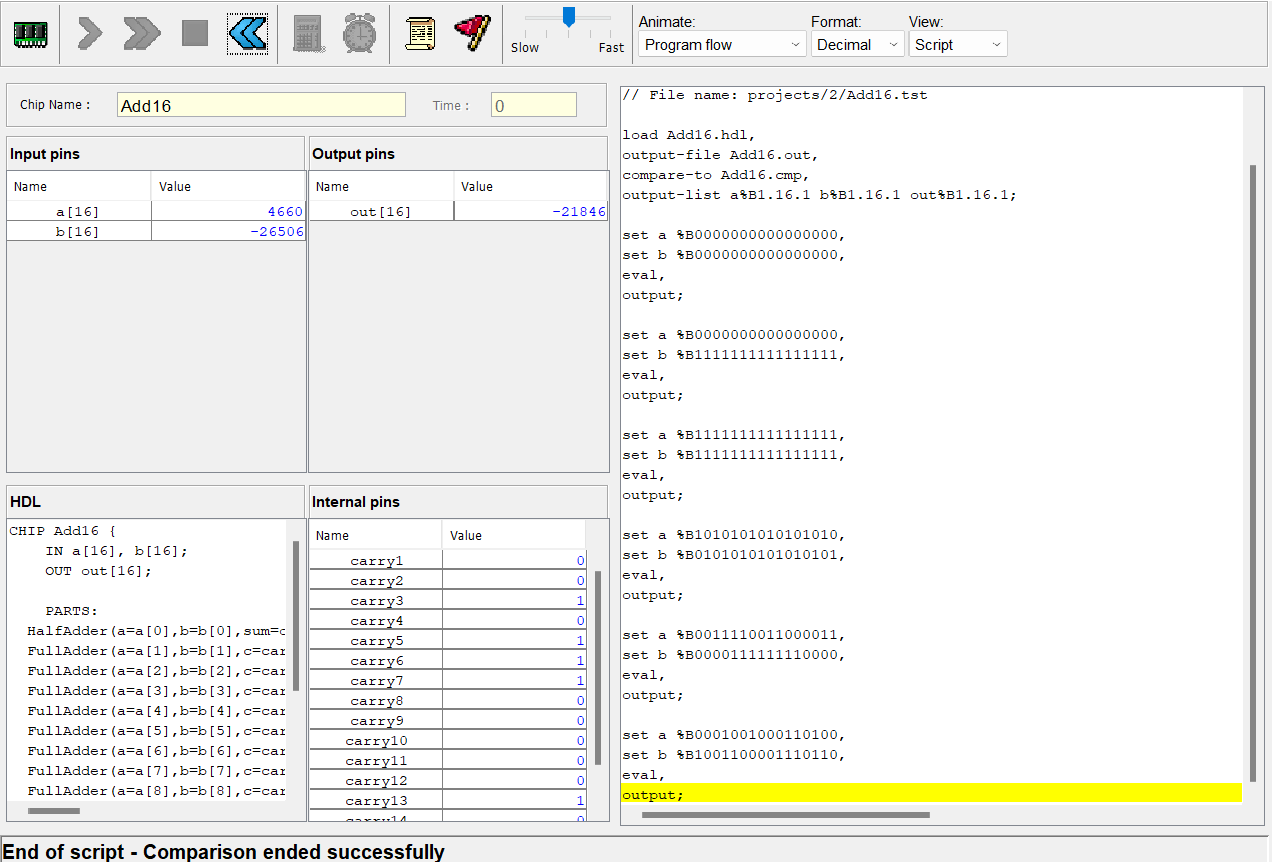 Slow
Fast
Animate:
Program flow
Format:
Decimal
View:
Script
Chip Name :
Add16
Time :
0
Input pins
Name Value
a[16] 4660
b[16] -26506
Output pins
Name Value
out[16] -21846
HDL
CHIP Add16 {
IN a[16], b[16];
OUT out[16];
PARTS:
HalfAdder(a=a[0],b=b[0],sum=o
FullAdder(a=a[1],b=b[1],c=car
FullAdder(a=a[2],b=b[2],c=car
FullAdder(a=a[3],b=b[3],c=car
FullAdder(a=a[4],b=b[4],c=car
FullAdder(a=a[5],b=b[5],c=car
FullAdder(a=a[6],b=b[6],c=car
FullAdder(a=a[7],b=b[7],c=car
FullAdder(a=a[8],b=b[8],c=car
Internal pins
Name Value
carry1 0
carry2 0
carry3 1
carry4 0
carry5 1
carry6 1
carry7 1
carry8 0
carry9 0
carry10 0
carry11 0
carry12 0
carry13 1
carry14 0
// File name: projects/2/Add16.tst
load Add16.hdl,
output-file Add16.out,
compare-to Add16.cmp,
output-list a%B1.16.1 b%B1.16.1 out%B1.16.1;
set a %B0000000000000000,
set b %B0000000000000000,
eval,
output;
set a %B0000000000000000,
set b %B1111111111111111,
eval,
output;
set a %B1111111111111111,
set b %B1111111111111111,
eval,
output;
set a %B1010101010101010,
set b %B0101010101010101,
eval,
output;
set a %B0011110011000011,
set b %B0000111111110000,
eval,
output;
set a %B0001001000110100,
set b %B1001100001110110,
eval,
output;
End of script - Comparison ended successfully